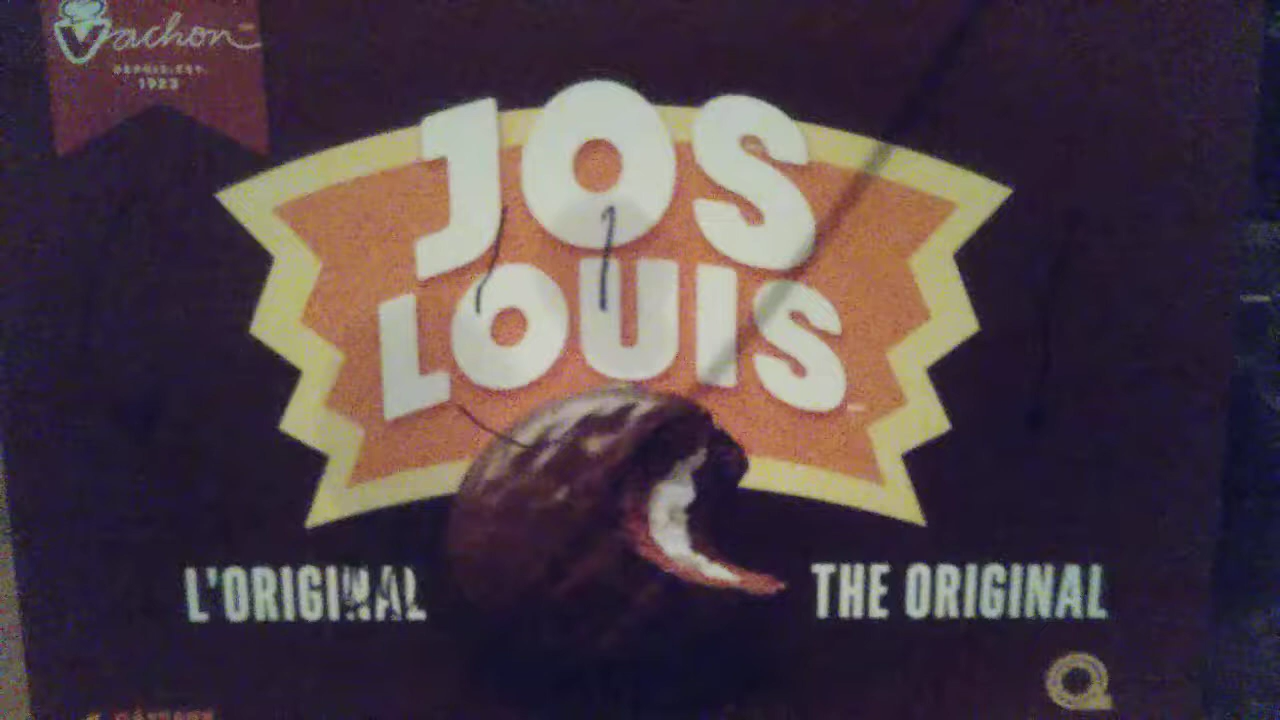 Vachon
DEPUIS.EST.
1923
JOS
LOUIS
L'ORIGINAL
THE ORIGINAL